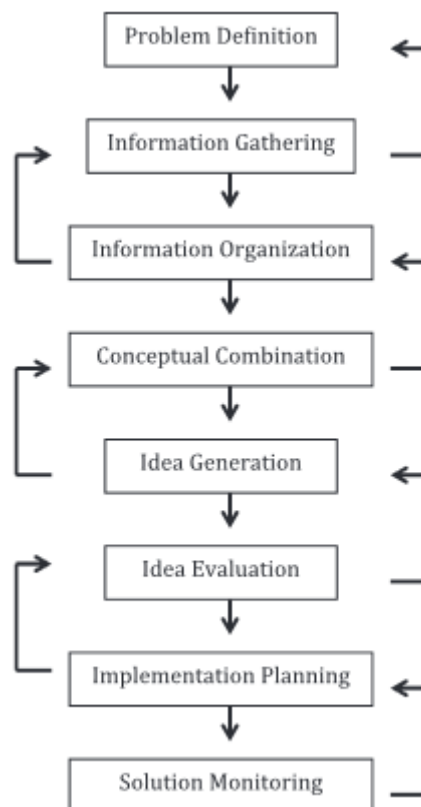 Problem Definition
Information Gathering
Information Organization
Conceptual Combination
Idea Generation
Idea Evaluation
Implementation Planning
Solution Monitoring